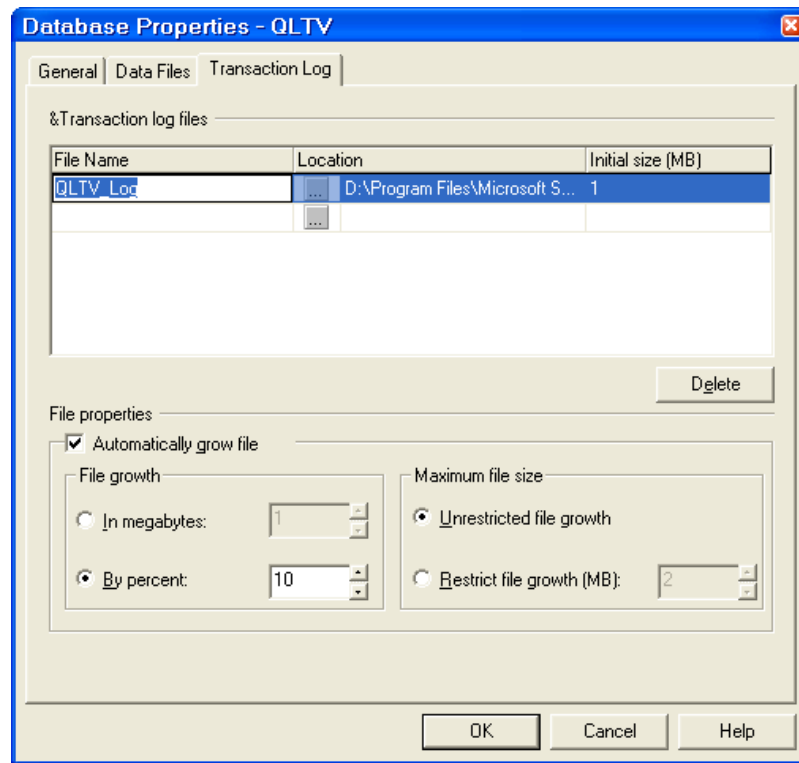 Database Properties - QLTV
General Data Files Transaction Log
&Transaction log files
File Name Location Initial size (MB)
QLTV_Log ... D:\Program Files\Microsoft S... 1
...
Delete
File properties
Automatically grow file
File growth Maximum file size
In megabytes: 1 Unrestricted file growth
By percent: 10 Restrict file growth (MB): 2
OK Cancel Help